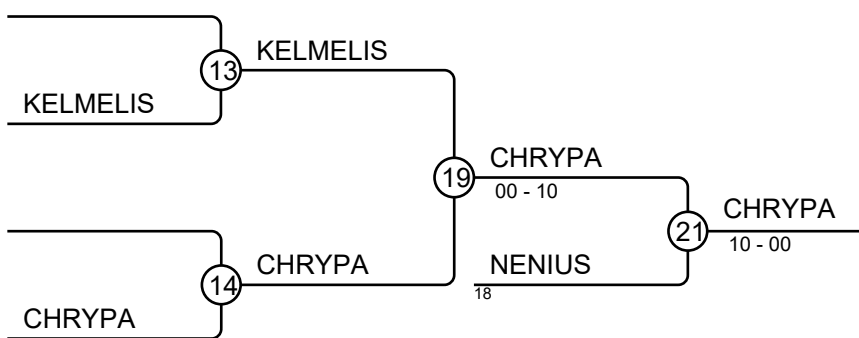 13
KELMELIS
KELMELIS
19
CHRYPA
00 - 10
21
CHRYPA
10 - 00
14
CHRYPA
NENIUS
18
CHRYPA